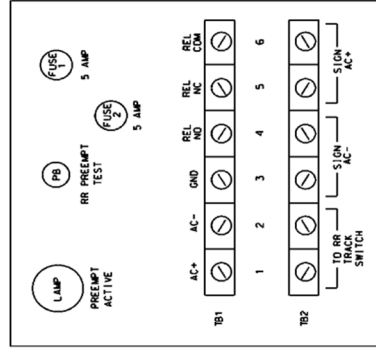 LAMP
PREEMPT
ACTIVE
PB
RR PREEMPT
TEST
FUSE
2
5 AMP
FUSE
1
5 AMP
TB1
AC+
AC-
GND
REL
NO
REL
NC
REL
COM
1
2
3
4
5
6
TB2
TO RR
TRACK
SWITCH
SIGN
AC-
SIGN
AC+